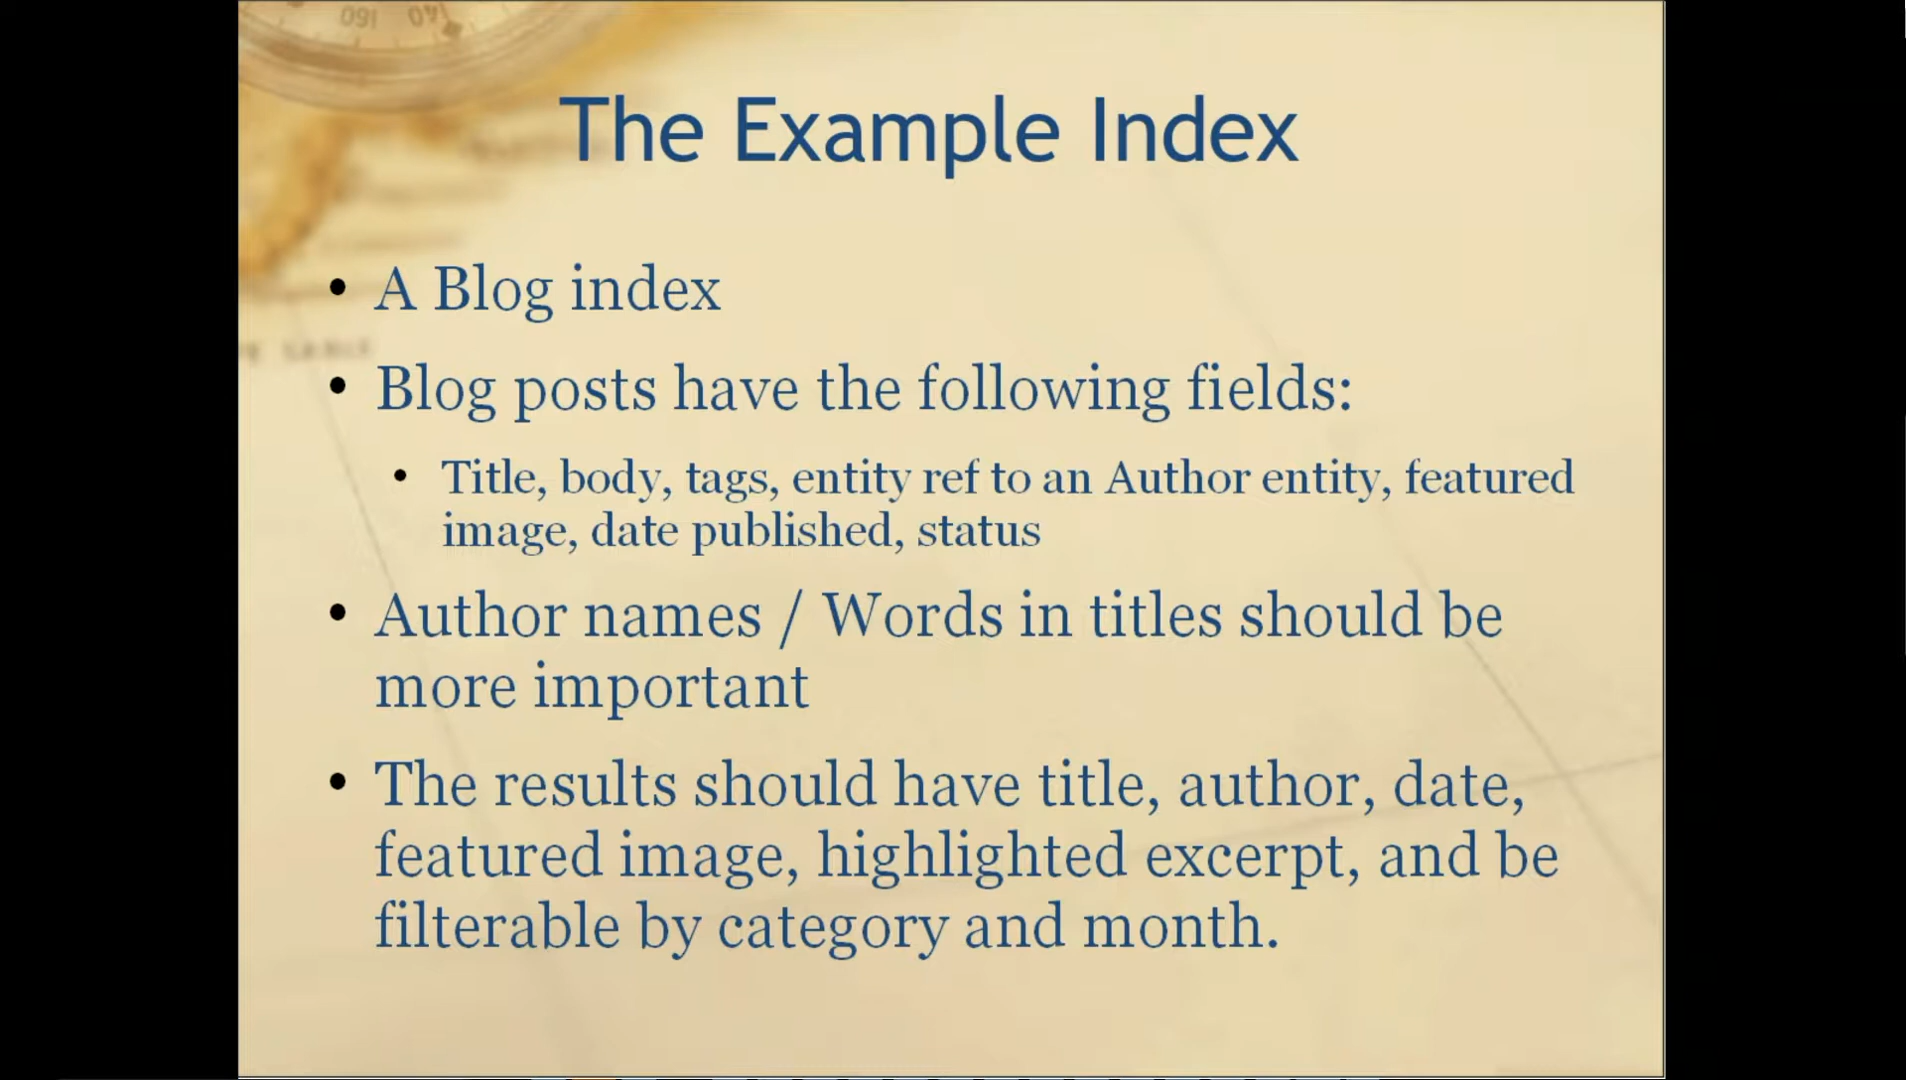 The Example Index
• A Blog index
• Blog posts have the following fields:
• Title, body, tags, entity ref to an Author entity, featured
image, date published, status
• Author names / Words in titles should be
more important
• The results should have title, author, date,
featured image, highlighted excerpt, and be
filterable by category and month.